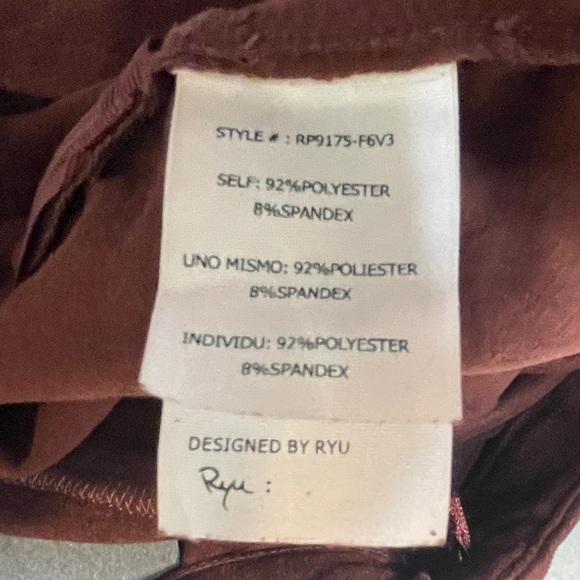 STYLE # : RP9175-F6V3
SELF: 92%POLYESTER
8%SPANDEX
UNO MISMO: 92%POLIESTER
8%SPANDEX
INDIVIDU: 92%POLYESTER
8%SPANDEX
DESIGNED BY RYU
Ryu :